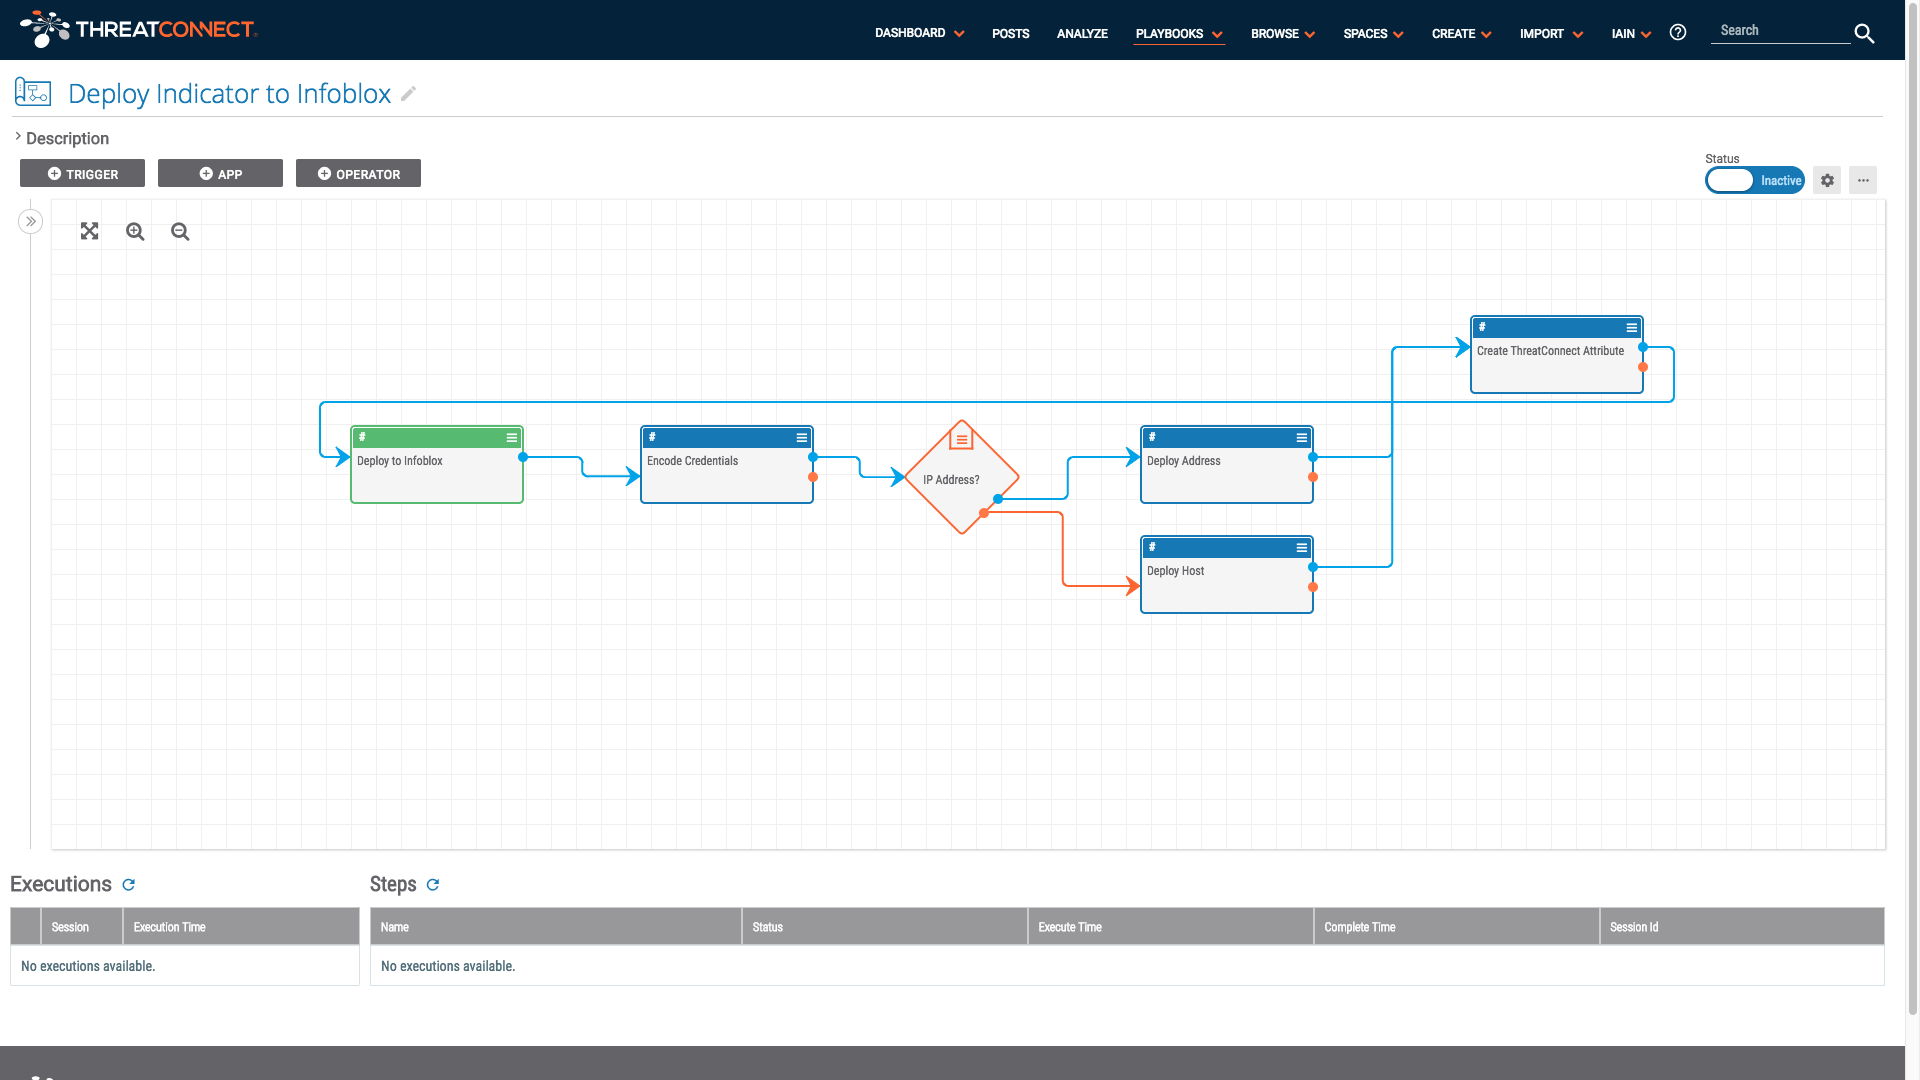 THREATCONNECT
DASHBOARD
POSTS
ANALYZE
PLAYBOOKS
BROWSE
SPACES
CREATE
IMPORT
IAIN
Search
Deploy Indicator to Infoblox
Description
TRIGGER
APP
OPERATOR
Status
Inactive
#
Create ThreatConnect Attribute
#
Deploy to Infoblox
#
Encode Credentials
IP Address?
#
Deploy Address
#
Deploy Host
Executions
Steps
Session
Execution Time
Name
Status
Execute Time
Complete Time
Session Id
No executions available.
No executions available.